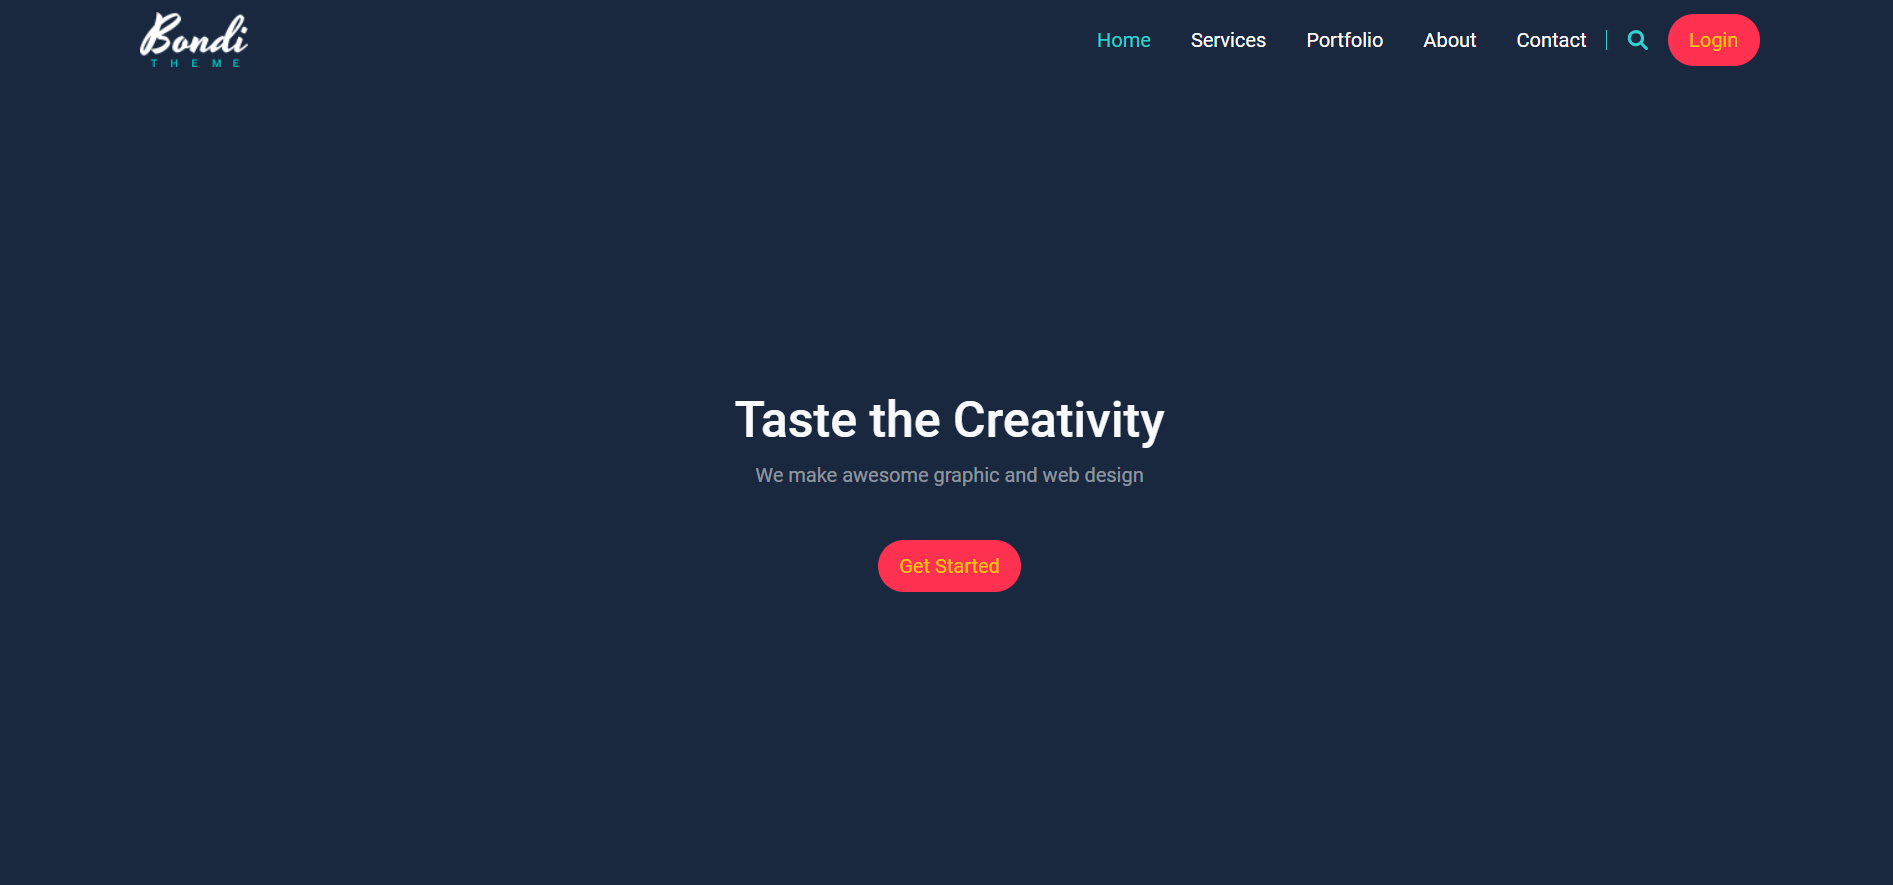 Bondi
THEME
Home Services Portfolio About Contact Login
Taste the Creativity
We make awesome graphic and web design
Get Started